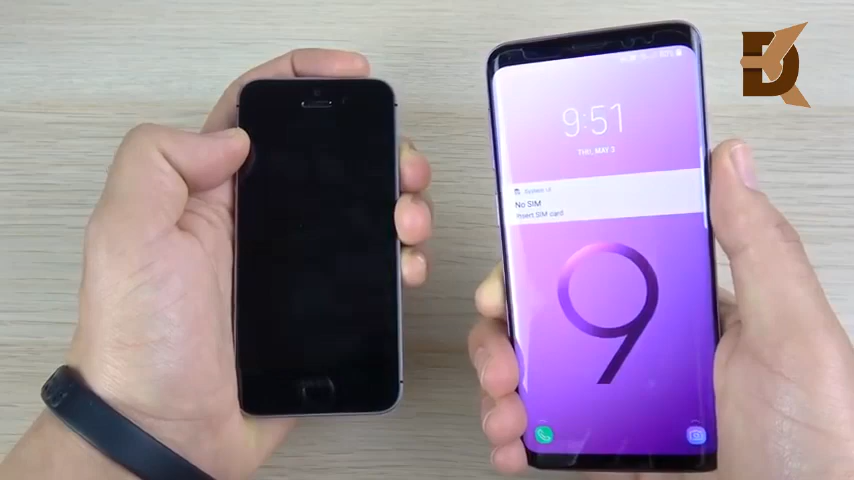 9:51
THU, MAY 3
System UI
No SIM
Insert SIM card
9